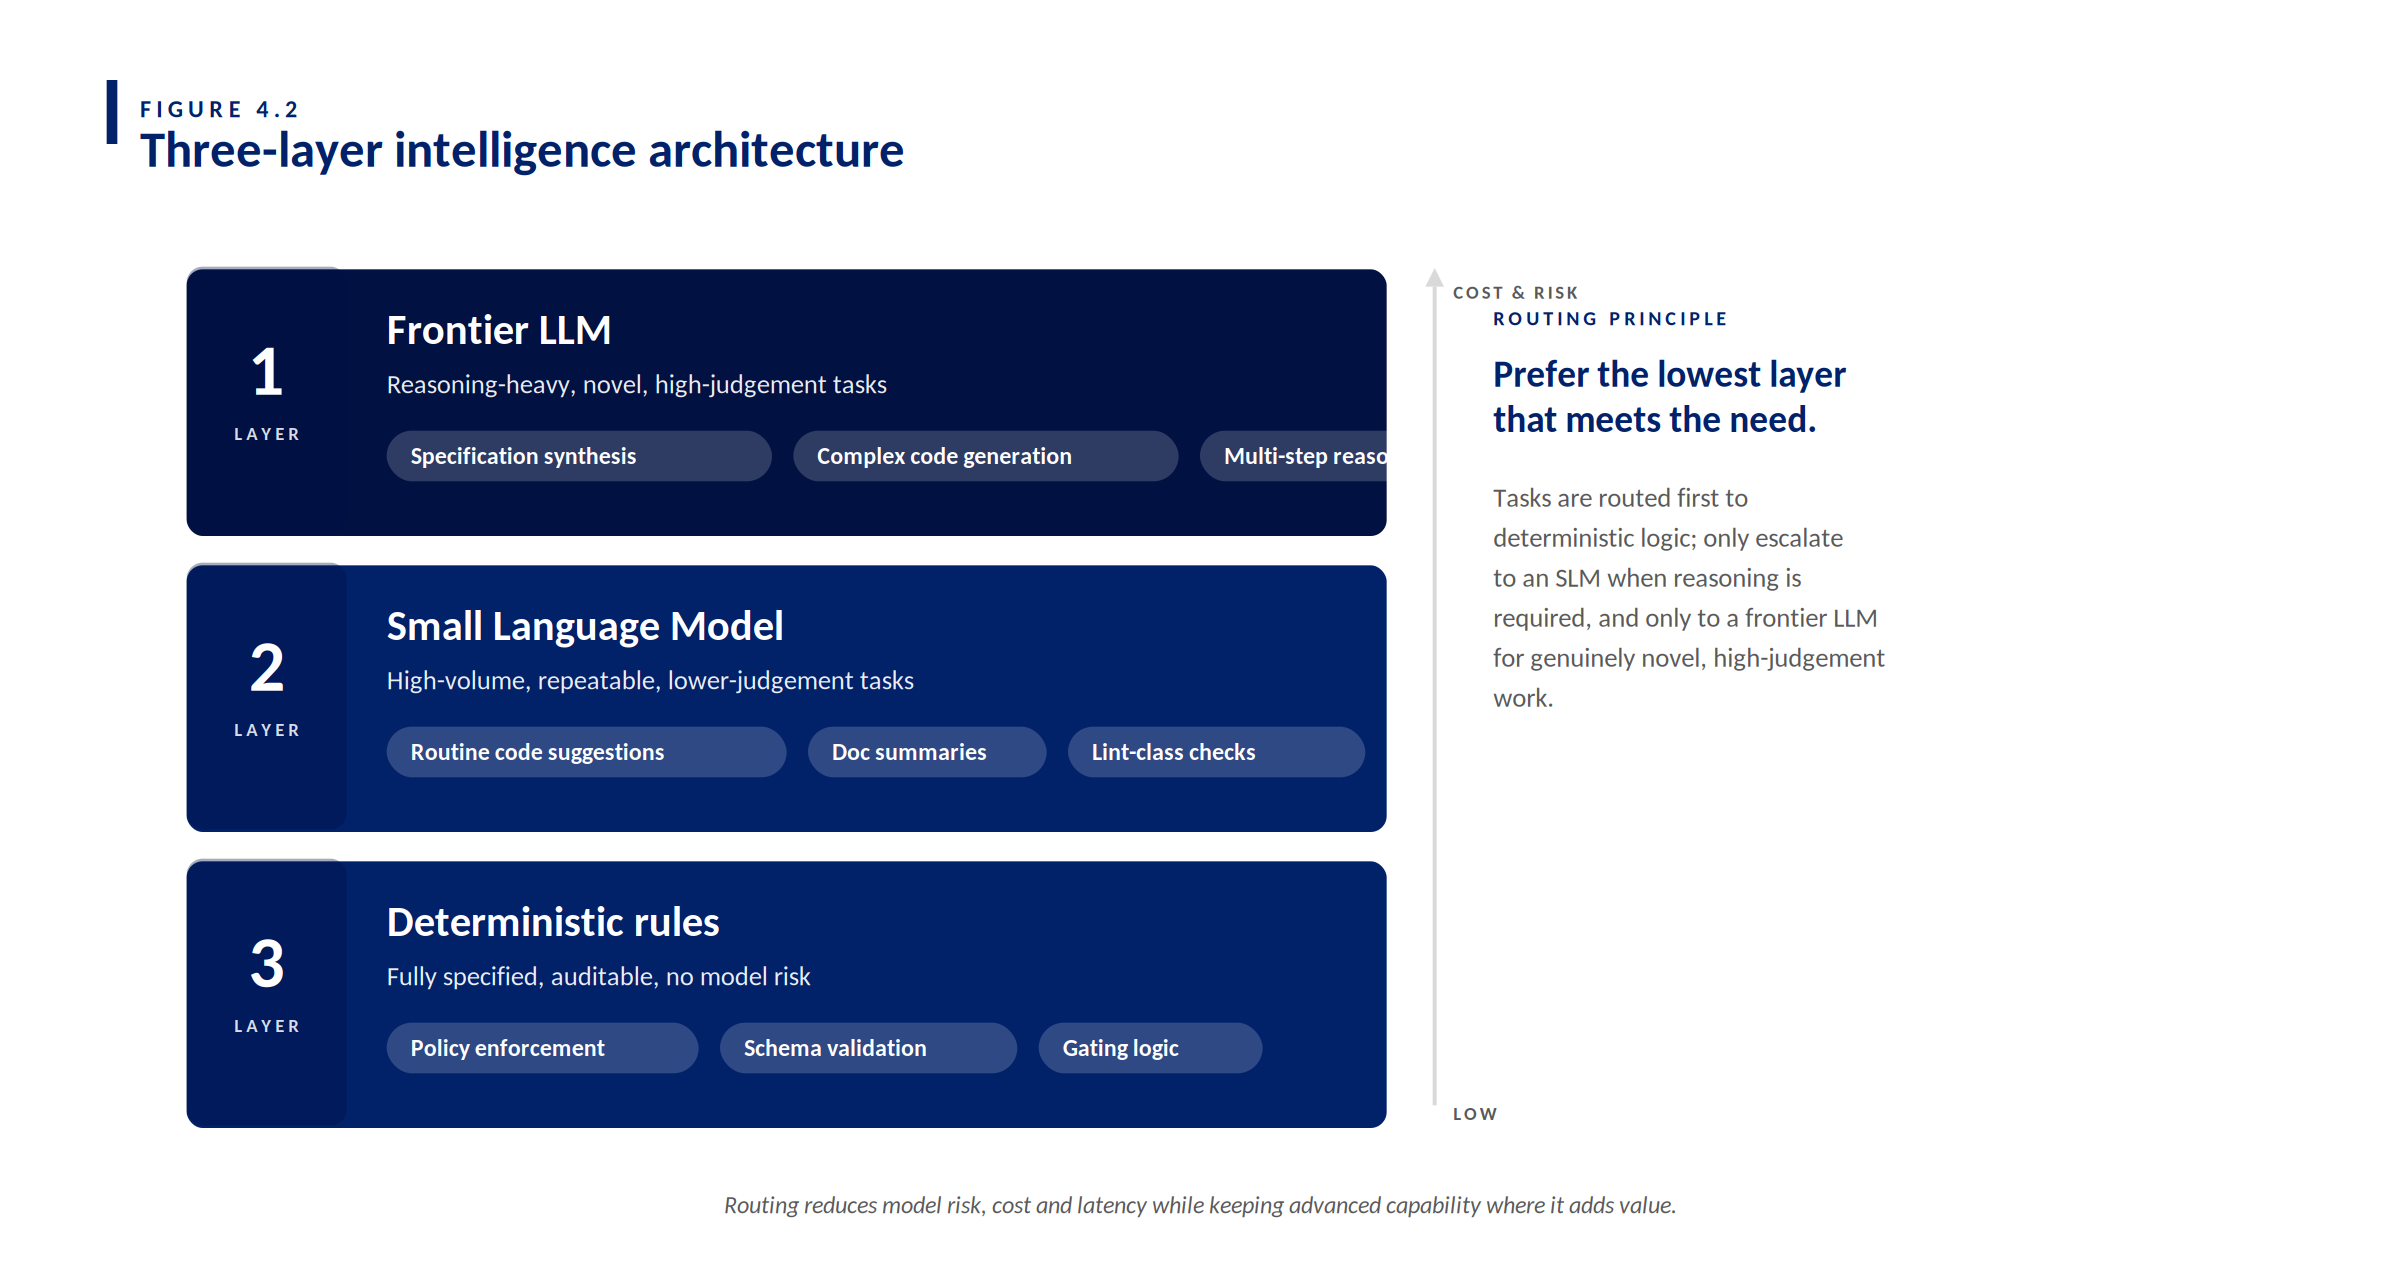 FIGURE 4.2
Three-layer intelligence architecture
1
LAYER
Frontier LLM
Reasoning-heavy, novel, high-judgement tasks
Specification synthesis
Complex code generation
Multi-step reaso
2
LAYER
Small Language Model
High-volume, repeatable, lower-judgement tasks
Routine code suggestions
Doc summaries
Lint-class checks
3
LAYER
Deterministic rules
Fully specified, auditable, no model risk
Policy enforcement
Schema validation
Gating logic
COST & RISK
LOW
ROUTING PRINCIPLE
Prefer the lowest layer
that meets the need.
Tasks are routed first to
deterministic logic; only escalate
to an SLM when reasoning is
required, and only to a frontier LLM
for genuinely novel, high-judgement
work.
Routing reduces model risk, cost and latency while keeping advanced capability where it adds value.